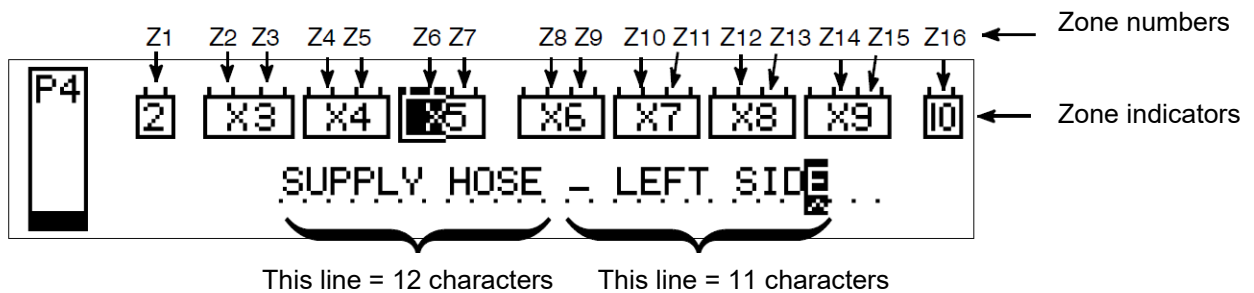 Z1 Z2 Z3 Z4 Z5 Z6 Z7 Z8 Z9 Z10 Z11 Z12 Z13 Z14 Z15 Z16 Zone numbers
P4 2 X3 X4 X5 X6 X7 X8 X9 10 Zone indicators
SUPPLY HOSE – LEFT SIDE
This line = 12 characters This line = 11 characters